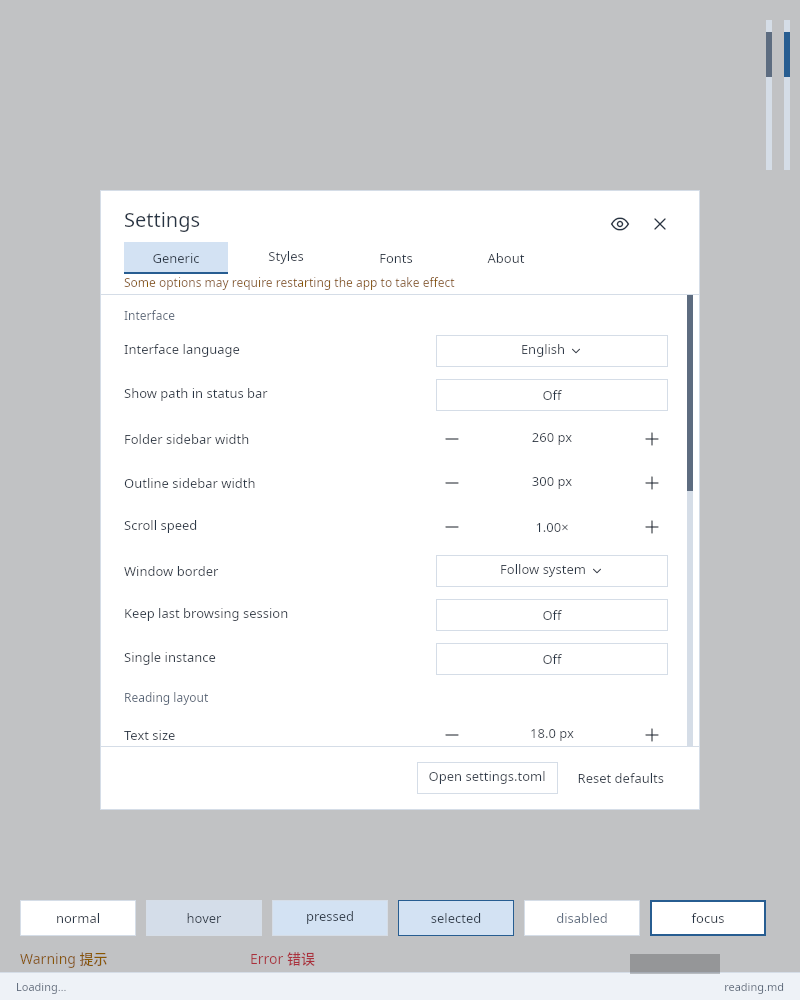 Settings
Generic Styles Fonts About
Some options may require restarting the app to take effect
Interface
Interface language English
Show path in status bar Off
Folder sidebar width 260 px
Outline sidebar width 300 px
Scroll speed 1.00×
Window border Follow system
Keep last browsing session Off
Single instance Off
Reading layout
Text size 18.0 px
Open settings.toml Reset defaults
normal hover pressed selected disabled focus
Warning 提示 Error 错误
Loading... reading.md